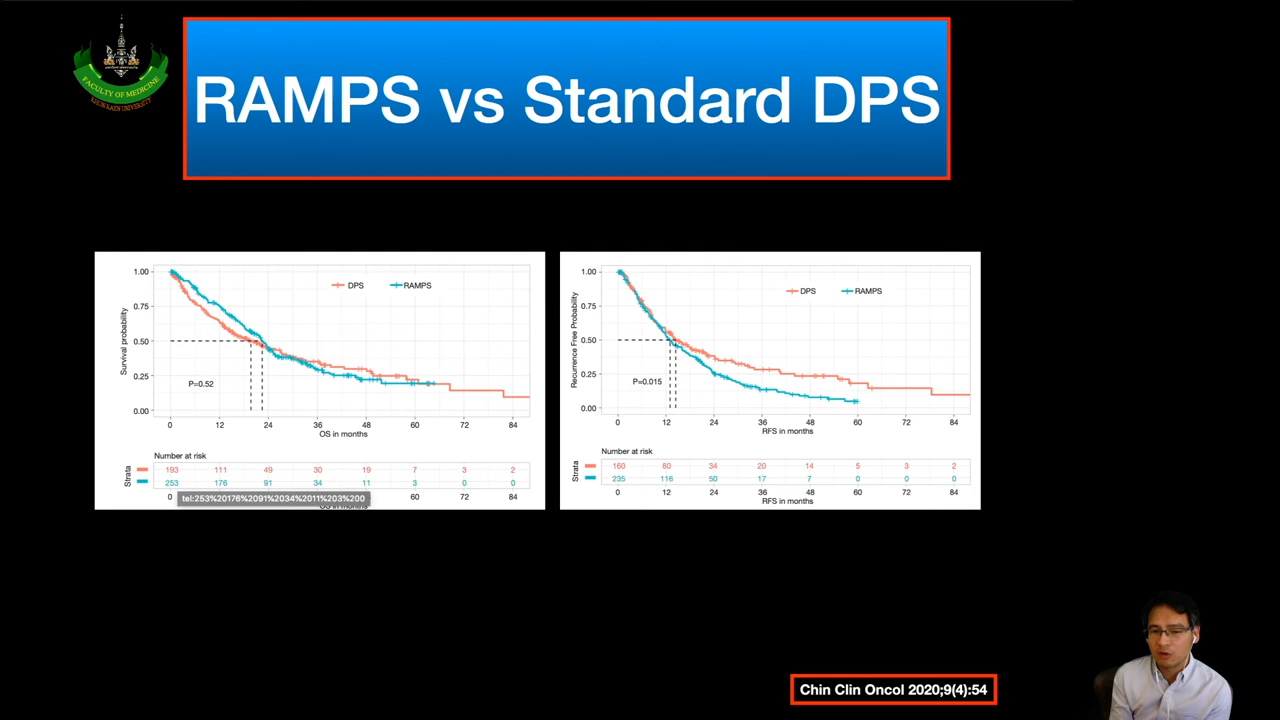 FACULTY OF MEDICINE
KHON KAEN UNIVERSITY
RAMPS vs Standard DPS
1.00
0.75
0.50
0.25
0.00
Survival probability
DPS
RAMPS
P=0.52
0 12 24 36 48 60 72 84
OS in months
Number at risk
Strata
193 111 49 30 19 7 3 2
253 176 91 34 11 3 0 0
0 60 72 84
tel:253%20176%2091%2034%2011%203%200
1.00
0.75
0.50
0.25
0.00
Recurrence Free Probability
DPS
RAMPS
P=0.015
0 12 24 36 48 60 72 84
RFS in months
Number at risk
Strata
160 80 34 20 14 5 3 2
235 116 50 17 7 0 0 0
0 12 24 36 48 60 72 84
RFS in months
Chin Clin Oncol 2020;9(4):54